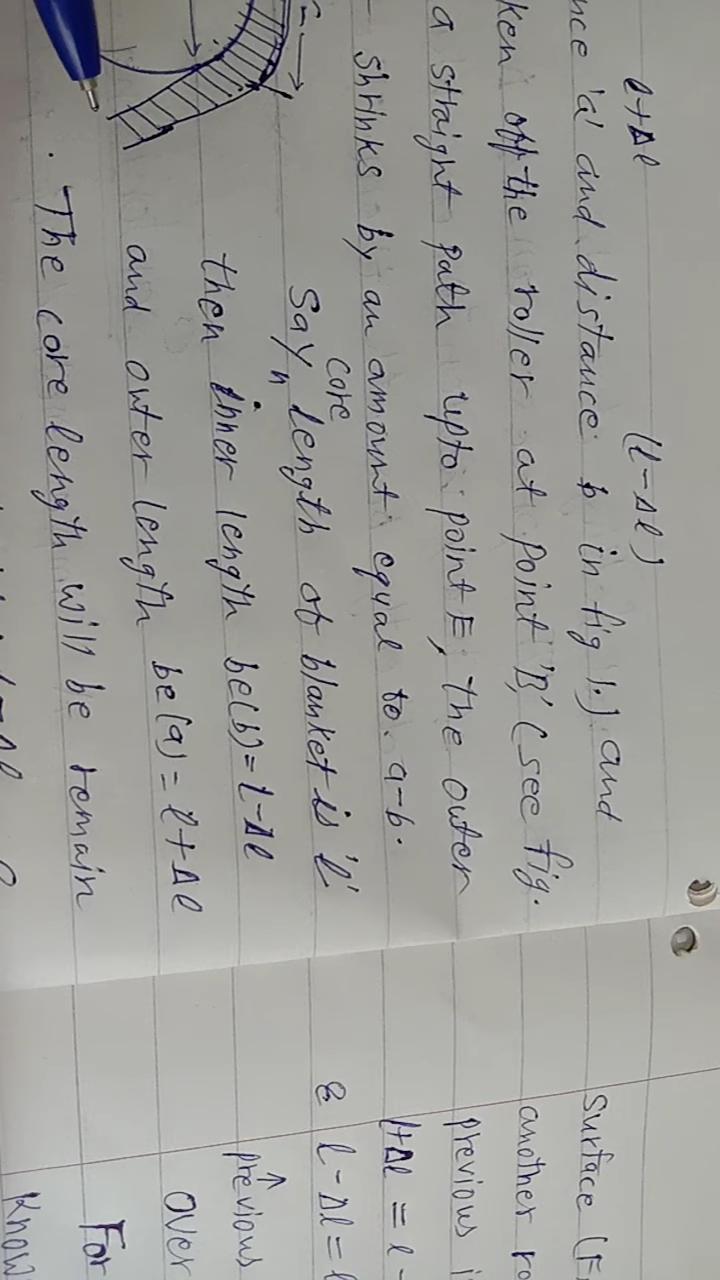 l+Δl (l-Δl)
nce 'a' and distance b in fig 1.) and
ken off the roller at point 'B', (see fig.
a straight path upto point E, the outer
shrinks by an amount equal to a-b.
core
Say, length of blanket is 'l'
then inner length be(b) = l-Δl
and outer length be(a) = l+Δl
. The core length will be remain
Surface (F
another ro
previous i
l+Δl = l-
& l-Δl = l
↑
previous
Over
For
Know